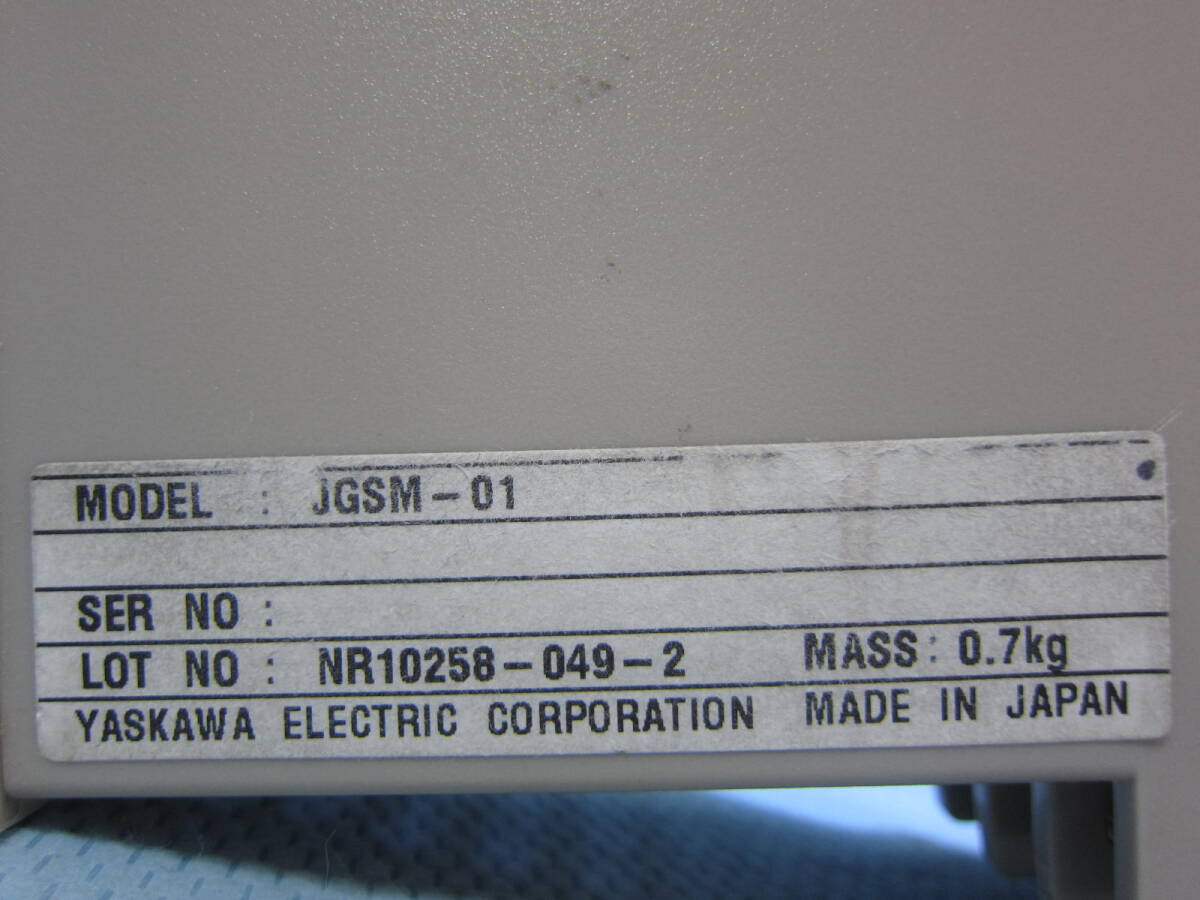 MODEL : JGSM-01
SER NO :
LOT NO : NR10258-049-2 MASS: 0.7kg
YASKAWA ELECTRIC CORPORATION MADE IN JAPAN